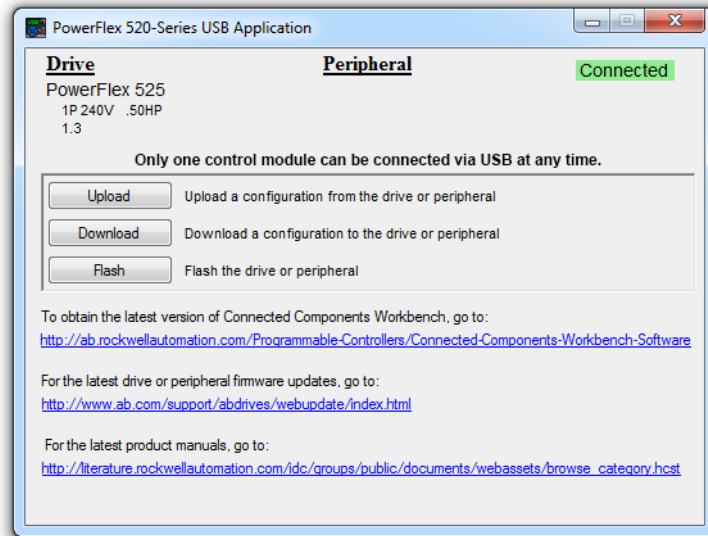 PowerFlex 520-Series USB Application
Drive Peripheral Connected
PowerFlex 525
1P 240V .50HP
1.3
Only one control module can be connected via USB at any time.
Upload Upload a configuration from the drive or peripheral
Download Download a configuration to the drive or peripheral
Flash Flash the drive or peripheral
To obtain the latest version of Connected Components Workbench, go to:
http://ab.rockwellautomation.com/Programmable-Controllers/Connected-Components-Workbench-Software
For the latest drive or peripheral firmware updates, go to:
http://www.ab.com/support/abdrives/webupdate/index.html
For the latest product manuals, go to:
http://literature.rockwellautomation.com/idc/groups/public/documents/webassets/browse_category.hcst